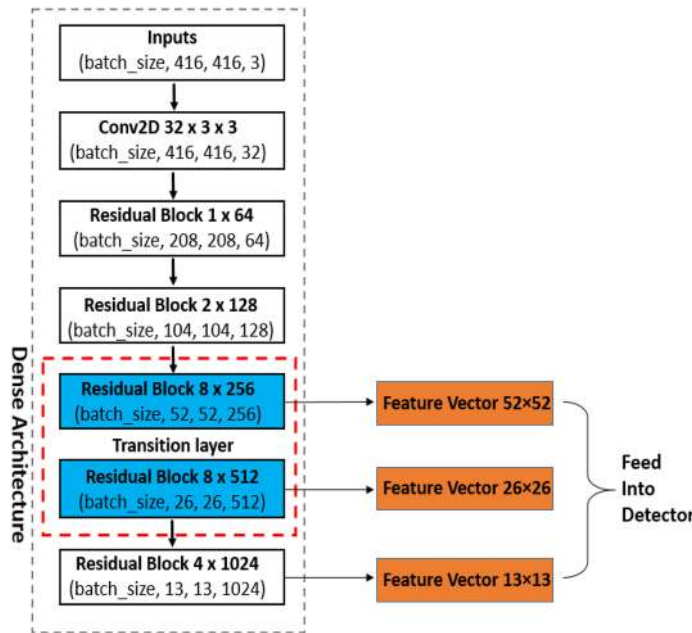 Inputs
(batch_size, 416, 416, 3)
Conv2D 32 x 3 x 3
(batch_size, 416, 416, 32)
Residual Block 1 x 64
(batch_size, 208, 208, 64)
Residual Block 2 x 128
(batch_size, 104, 104, 128)
Dense Architecture
Residual Block 8 x 256
(batch_size, 52, 52, 256)
Transition layer
Residual Block 8 x 512
(batch_size, 26, 26, 512)
Residual Block 4 x 1024
(batch_size, 13, 13, 1024)
Feature Vector 52×52
Feature Vector 26×26
Feature Vector 13×13
Feed
Into
Detector